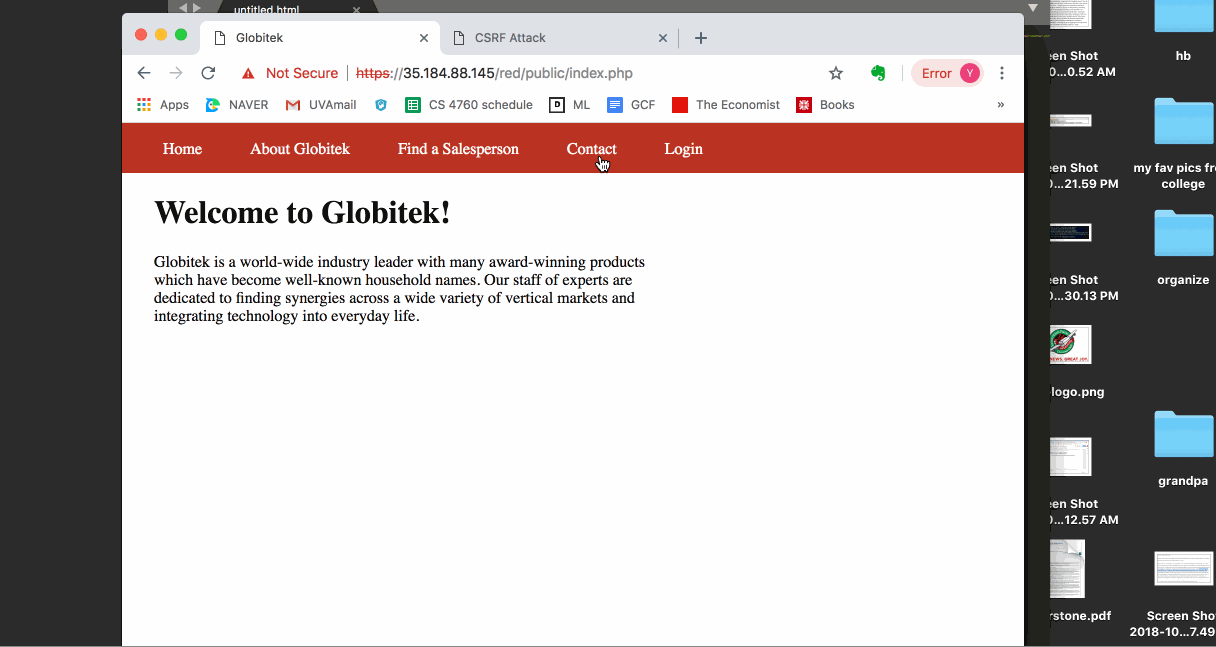 untitled.html
Globitek
CSRF Attack
Not Secure
https://35.184.88.145/red/public/index.php
Error
Y
Apps
NAVER
UVAmail
CS 4760 schedule
D
ML
GCF
The Economist
Books
»
Home
About Globitek
Find a Salesperson
Contact
Login
Welcome to Globitek!
Globitek is a world-wide industry leader with many award-winning products
which have become well-known household names. Our staff of experts are
dedicated to finding synergies across a wide variety of vertical markets and
integrating technology into everyday life.
een Shot
0...0.52 AM
hb
een Shot
0...21.59 PM
my fav pics fr
college
een Shot
0...30.13 PM
organize
NEWS. GREAT JOY.
logo.png
grandpa
een Shot
0...12.57 AM
rstone.pdf
Screen Sho
2018-10...7.49